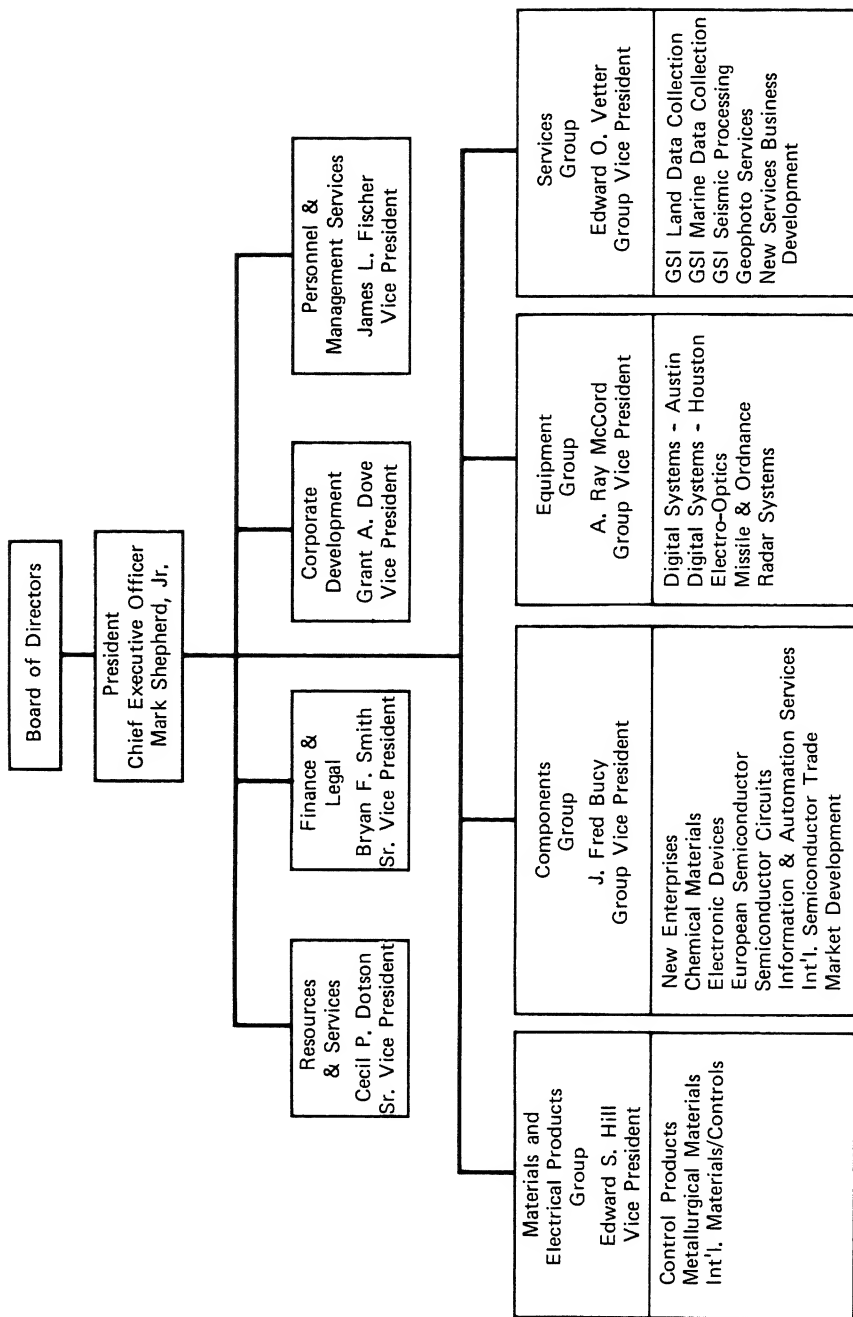 Board of Directors
President
Chief Executive Officer
Mark Shepherd, Jr.
Resources
& Services
Cecil P. Dotson
Sr. Vice President
Finance &
Legal
Bryan F. Smith
Sr. Vice President
Corporate
Development
Grant A. Dove
Vice President
Personnel &
Management Services
James L. Fischer
Vice President
Materials and
Electrical Products
Group
Edward S. Hill
Vice President
Control Products
Metallurgical Materials
Int'l. Materials/Controls
Components
Group
J. Fred Bucy
Group Vice President
New Enterprises
Chemical Materials
Electronic Devices
European Semiconductor
Semiconductor Circuits
Information & Automation Services
Int'l. Semiconductor Trade
Market Development
Equipment
Group
A. Ray McCord
Group Vice President
Digital Systems - Austin
Digital Systems - Houston
Electro-Optics
Missile & Ordnance
Radar Systems
Services
Group
Edward O. Vetter
Group Vice President
GSI Land Data Collection
GSI Marine Data Collection
GSI Seismic Processing
Geophoto Services
New Services Business
Development